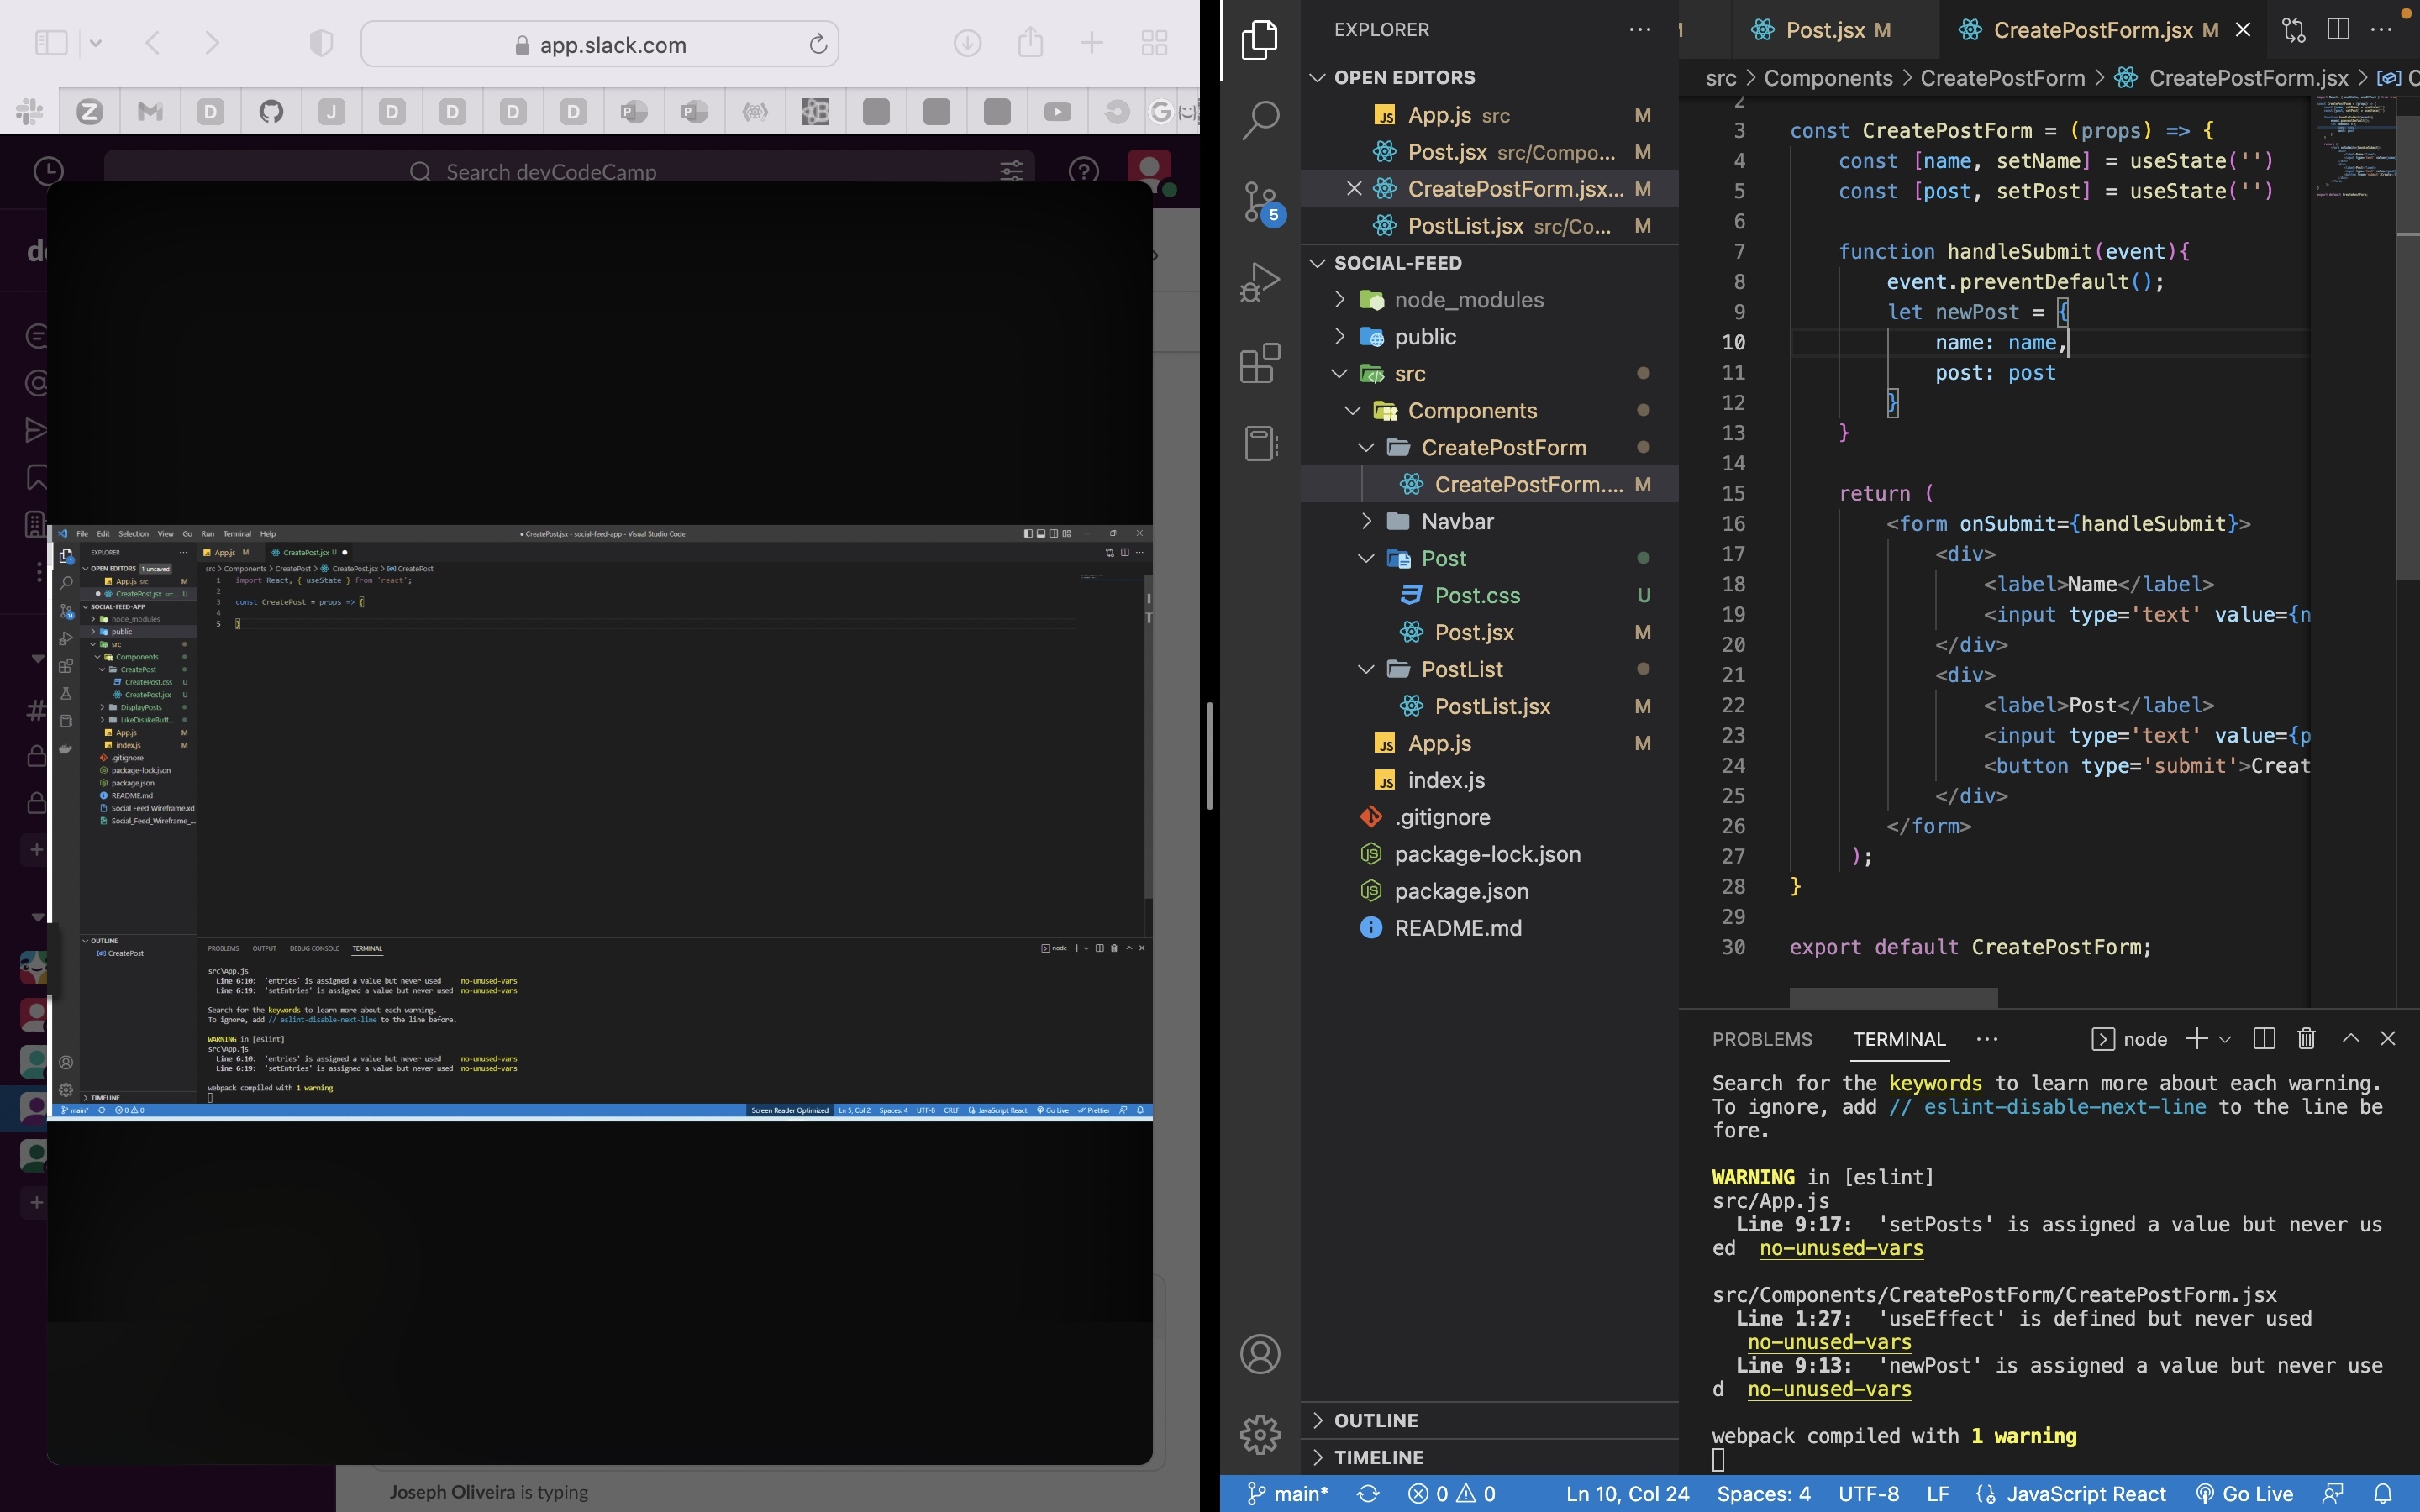 app.slack.com
Search devCodeCamp
File Edit Selection View Go Run Terminal Help
● CreatePost.jsx - social-feed-app - Visual Studio Code
EXPLORER
OPEN EDITORS 1 unsaved
App.js src M
CreatePost.jsx src... U
SOCIAL-FEED-APP
node_modules
public
src
Components
CreatePost
CreatePost.css U
CreatePost.jsx U
DisplayPosts
LikeDislikeButt...
App.js M
index.js M
.gitignore
package-lock.json
package.json
README.md
Social Feed Wireframe.xd
Social_Feed_Wireframe_...
OUTLINE
CreatePost
TIMELINE
App.js M
CreatePost.jsx U ●
src > Components > CreatePost > CreatePost.jsx > CreatePost
1 import React, { useState } from 'react';
2
3 const CreatePost = props => {
4
5 }
PROBLEMS OUTPUT DEBUG CONSOLE TERMINAL
node
src\App.js
Line 6:10: 'entries' is assigned a value but never used no-unused-vars
Line 6:19: 'setEntries' is assigned a value but never used no-unused-vars
Search for the keywords to learn more about each warning.
To ignore, add // eslint-disable-next-line to the line before.
WARNING in [eslint]
src\App.js
Line 6:10: 'entries' is assigned a value but never used no-unused-vars
Line 6:19: 'setEntries' is assigned a value but never used no-unused-vars
webpack compiled with 1 warning
main* 0 0 Screen Reader Optimized Ln 5, Col 2 Spaces: 4 UTF-8 CRLF JavaScript React Go Live Prettier
Joseph Oliveira is typing
EXPLORER
OPEN EDITORS
App.js src M
Post.jsx src/Compo... M
CreatePostForm.jsx... M
PostList.jsx src/Co... M
SOCIAL-FEED
node_modules
public
src
Components
CreatePostForm
CreatePostForm.... M
Navbar
Post
Post.css U
Post.jsx M
PostList
PostList.jsx M
App.js M
index.js
.gitignore
package-lock.json
package.json
README.md
OUTLINE
TIMELINE
5
Post.jsx M
CreatePostForm.jsx M
src > Components > CreatePostForm > CreatePostForm.jsx > C
2
3 const CreatePostForm = (props) => {
4 const [name, setName] = useState('')
5 const [post, setPost] = useState('')
6
7 function handleSubmit(event){
8 event.preventDefault();
9 let newPost = {
10 name: name,
11 post: post
12 }
13 }
14
15 return (
16 <form onSubmit={handleSubmit}>
17 <div>
18 <label>Name</label>
19 <input type='text' value={n
20 </div>
21 <div>
22 <label>Post</label>
23 <input type='text' value={p
24 <button type='submit'>Creat
25 </div>
26 </form>
27 );
28 }
29
30 export default CreatePostForm;
PROBLEMS TERMINAL ... node
Search for the keywords to learn more about each warning.
To ignore, add // eslint-disable-next-line to the line be
fore.
WARNING in [eslint]
src/App.js
Line 9:17: 'setPosts' is assigned a value but never us
ed no-unused-vars
src/Components/CreatePostForm/CreatePostForm.jsx
Line 1:27: 'useEffect' is defined but never used
no-unused-vars
Line 9:13: 'newPost' is assigned a value but never use
d no-unused-vars
webpack compiled with 1 warning
main* 0 0 Ln 10, Col 24 Spaces: 4 UTF-8 LF JavaScript React Go Live